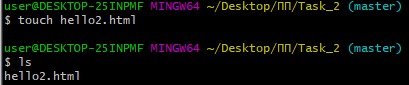 user@DESKTOP-25INPMF MINGW64 ~/Desktop/ПП/Task_2 (master)
$ touch hello2.html
user@DESKTOP-25INPMF MINGW64 ~/Desktop/ПП/Task_2 (master)
$ ls
hello2.html